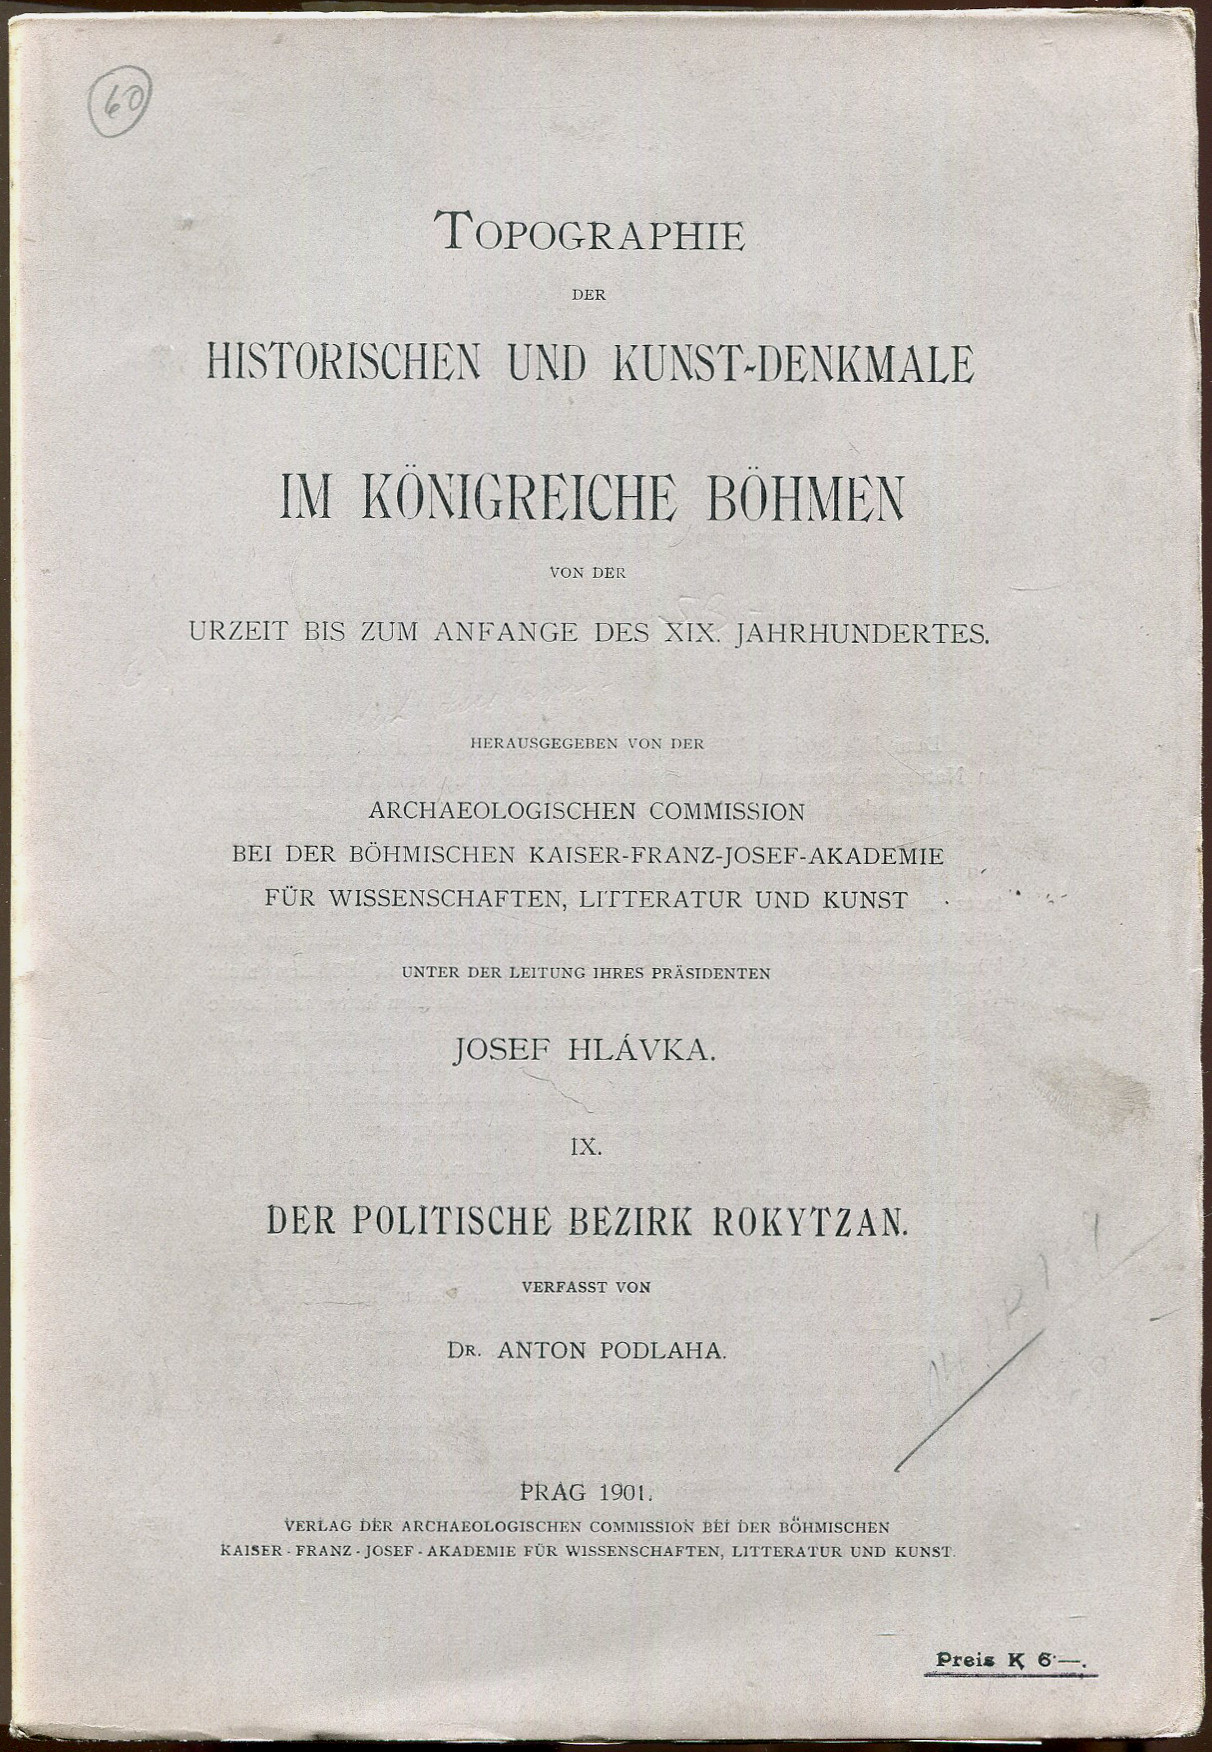 60
TOPOGRAPHIE
DER
HISTORISCHEN UND KUNST-DENKMALE
IM KÖNIGREICHE BÖHMEN
VON DER
URZEIT BIS ZUM ANFANGE DES XIX. JAHRHUNDERTES.
HERAUSGEGEBEN VON DER
ARCHAEOLOGISCHEN COMMISSION
BEI DER BÖHMISCHEN KAISER-FRANZ-JOSEF-AKADEMIE
FÜR WISSENSCHAFTEN, LITTERATUR UND KUNST
UNTER DER LEITUNG IHRES PRÄSIDENTEN
JOSEF HLÁVKA.
IX.
DER POLITISCHE BEZIRK ROKYTZAN.
VERFASST VON
DR. ANTON PODLAHA.
PRAG 1901.
VERLAG DER ARCHAEOLOGISCHEN COMMISSION BEI DER BÖHMISCHEN
KAISER-FRANZ-JOSEF-AKADEMIE FÜR WISSENSCHAFTEN, LITTERATUR UND KUNST.
Preis K 6·—.